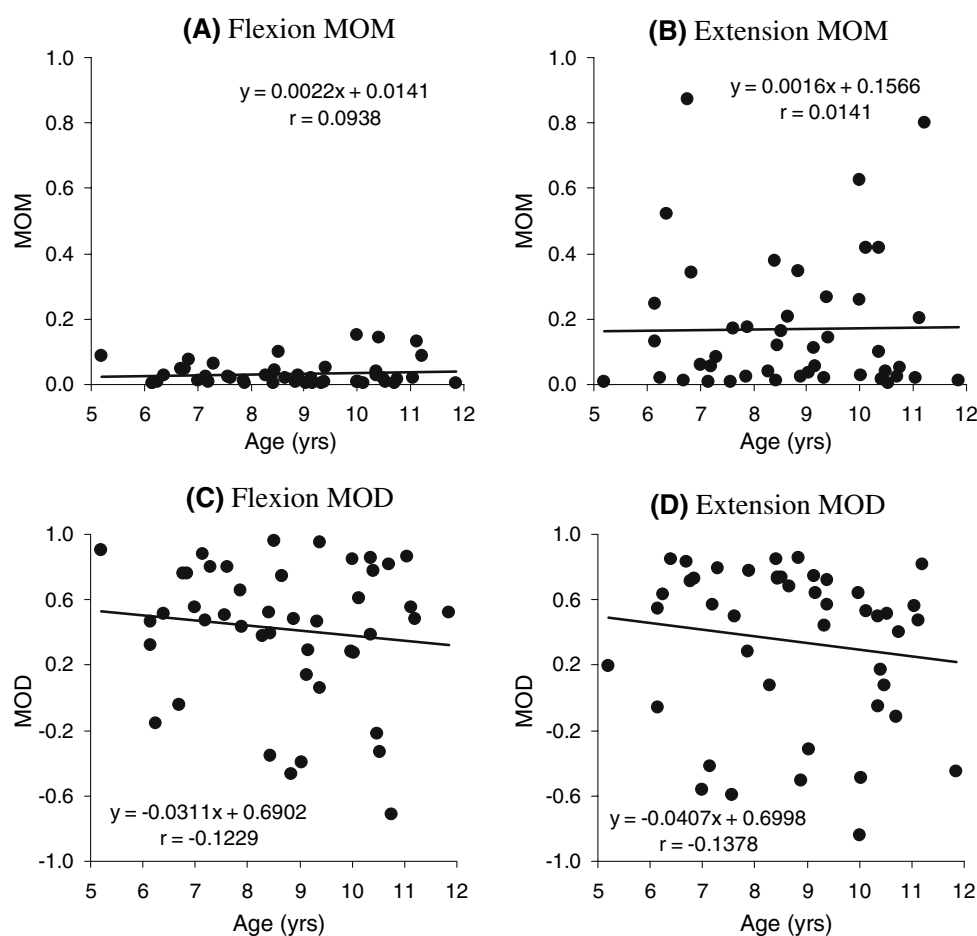 (A) Flexion MOM
y = 0.0022x + 0.0141
r = 0.0938
MOM
1.0
0.8
0.6
0.4
0.2
0.0
5 6 7 8 9 10 11 12
Age (yrs)
(B) Extension MOM
y = 0.0016x + 0.1566
r = 0.0141
MOM
1.0
0.8
0.6
0.4
0.2
0.0
5 6 7 8 9 10 11 12
Age (yrs)
(C) Flexion MOD
MOD
1.0
0.6
0.2
-0.2
-0.6
-1.0
y = -0.0311x + 0.6902
r = -0.1229
5 6 7 8 9 10 11 12
Age (yrs)
(D) Extension MOD
MOD
1.0
0.6
0.2
-0.2
-0.6
-1.0
y = -0.0407x + 0.6998
r = -0.1378
5 6 7 8 9 10 11 12
Age (yrs)